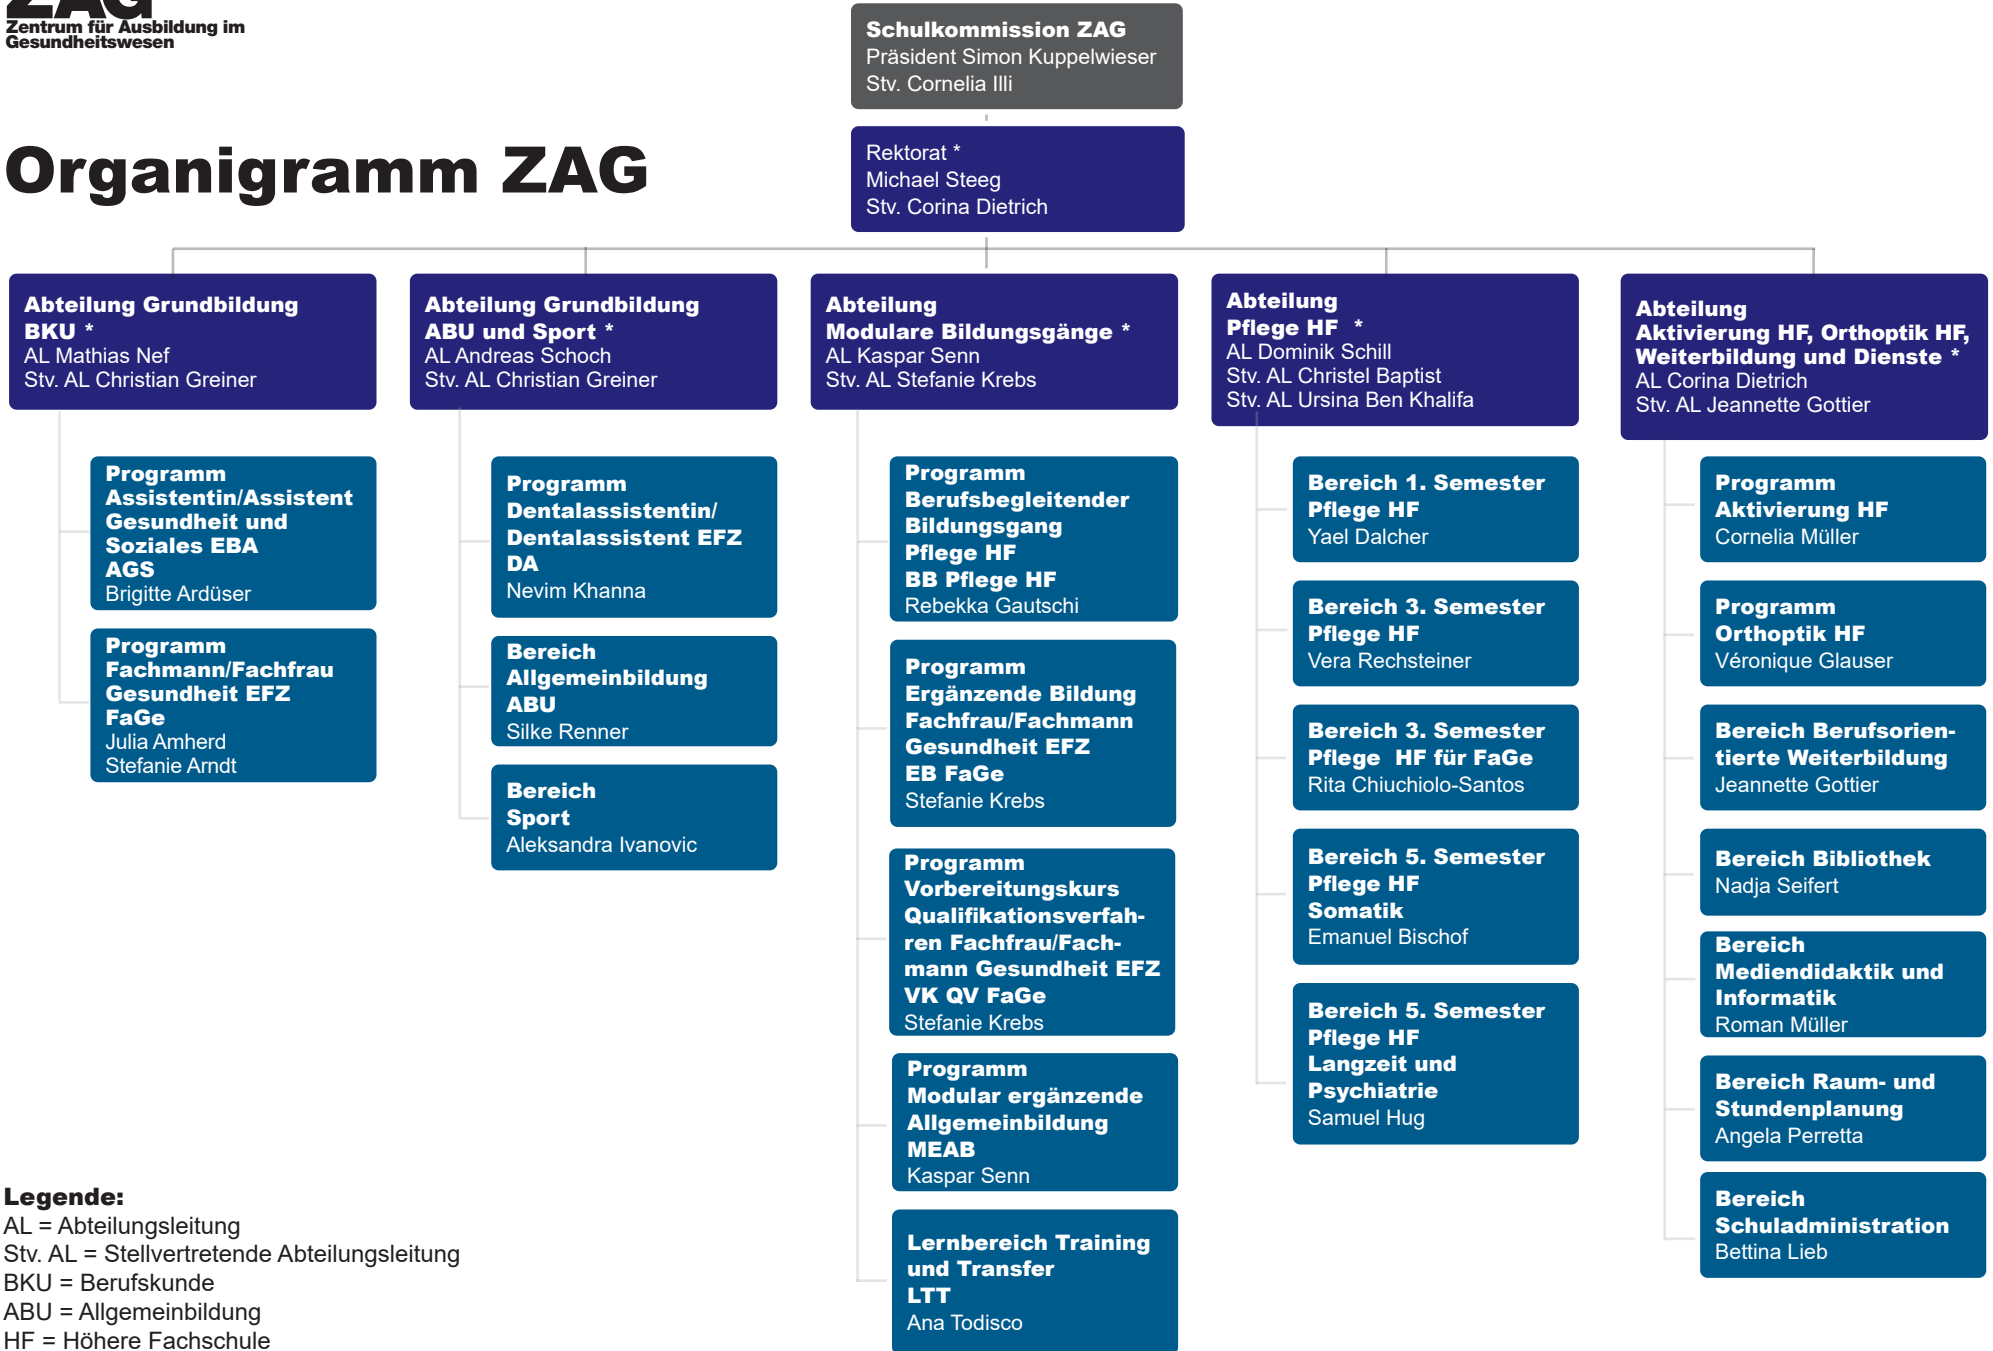 ZAG
Zentrum für Ausbildung im
Gesundheitswesen
Schulkommission ZAG
Präsident Simon Kuppelwieser
Stv. Cornelia Illi
Organigramm ZAG
Rektorat *
Michael Steeg
Stv. Corina Dietrich
Abteilung Grundbildung
BKU *
AL Mathias Nef
Stv. AL Christian Greiner
Programm
Assistentin/Assistent
Gesundheit und
Soziales EBA
AGS
Brigitte Ardüser
Programm
Fachmann/Fachfrau
Gesundheit EFZ
FaGe
Julia Amherd
Stefanie Arndt
Abteilung Grundbildung
ABU und Sport *
AL Andreas Schoch
Stv. AL Christian Greiner
Programm
Dentalassistentin/
Dentalassistent EFZ
DA
Nevim Khanna
Bereich
Allgemeinbildung
ABU
Silke Renner
Bereich
Sport
Aleksandra Ivanovic
Abteilung
Modulare Bildungsgänge *
AL Kaspar Senn
Stv. AL Stefanie Krebs
Programm
Berufsbegleitender
Bildungsgang
Pflege HF
BB Pflege HF
Rebekka Gautschi
Programm
Ergänzende Bildung
Fachfrau/Fachmann
Gesundheit EFZ
EB FaGe
Stefanie Krebs
Programm
Vorbereitungskurs
Qualifikationsverfah-
ren Fachfrau/Fach-
mann Gesundheit EFZ
VK QV FaGe
Stefanie Krebs
Programm
Modular ergänzende
Allgemeinbildung
MEAB
Kaspar Senn
Lernbereich Training
und Transfer
LTT
Ana Todisco
Abteilung
Pflege HF *
AL Dominik Schill
Stv. AL Christel Baptist
Stv. AL Ursina Ben Khalifa
Bereich 1. Semester
Pflege HF
Yael Dalcher
Bereich 3. Semester
Pflege HF
Vera Rechsteiner
Bereich 3. Semester
Pflege HF für FaGe
Rita Chiuchiolo-Santos
Bereich 5. Semester
Pflege HF
Somatik
Emanuel Bischof
Bereich 5. Semester
Pflege HF
Langzeit und
Psychiatrie
Samuel Hug
Abteilung
Aktivierung HF, Orthoptik HF,
Weiterbildung und Dienste *
AL Corina Dietrich
Stv. AL Jeannette Gottier
Programm
Aktivierung HF
Cornelia Müller
Programm
Orthoptik HF
Véronique Glauser
Bereich Berufsorien-
tierte Weiterbildung
Jeannette Gottier
Bereich Bibliothek
Nadja Seifert
Bereich
Mediendidaktik und
Informatik
Roman Müller
Bereich Raum- und
Stundenplanung
Angela Perretta
Bereich
Schuladministration
Bettina Lieb
Legende:
AL = Abteilungsleitung
Stv. AL = Stellvertretende Abteilungsleitung
BKU = Berufskunde
ABU = Allgemeinbildung
HF = Höhere Fachschule